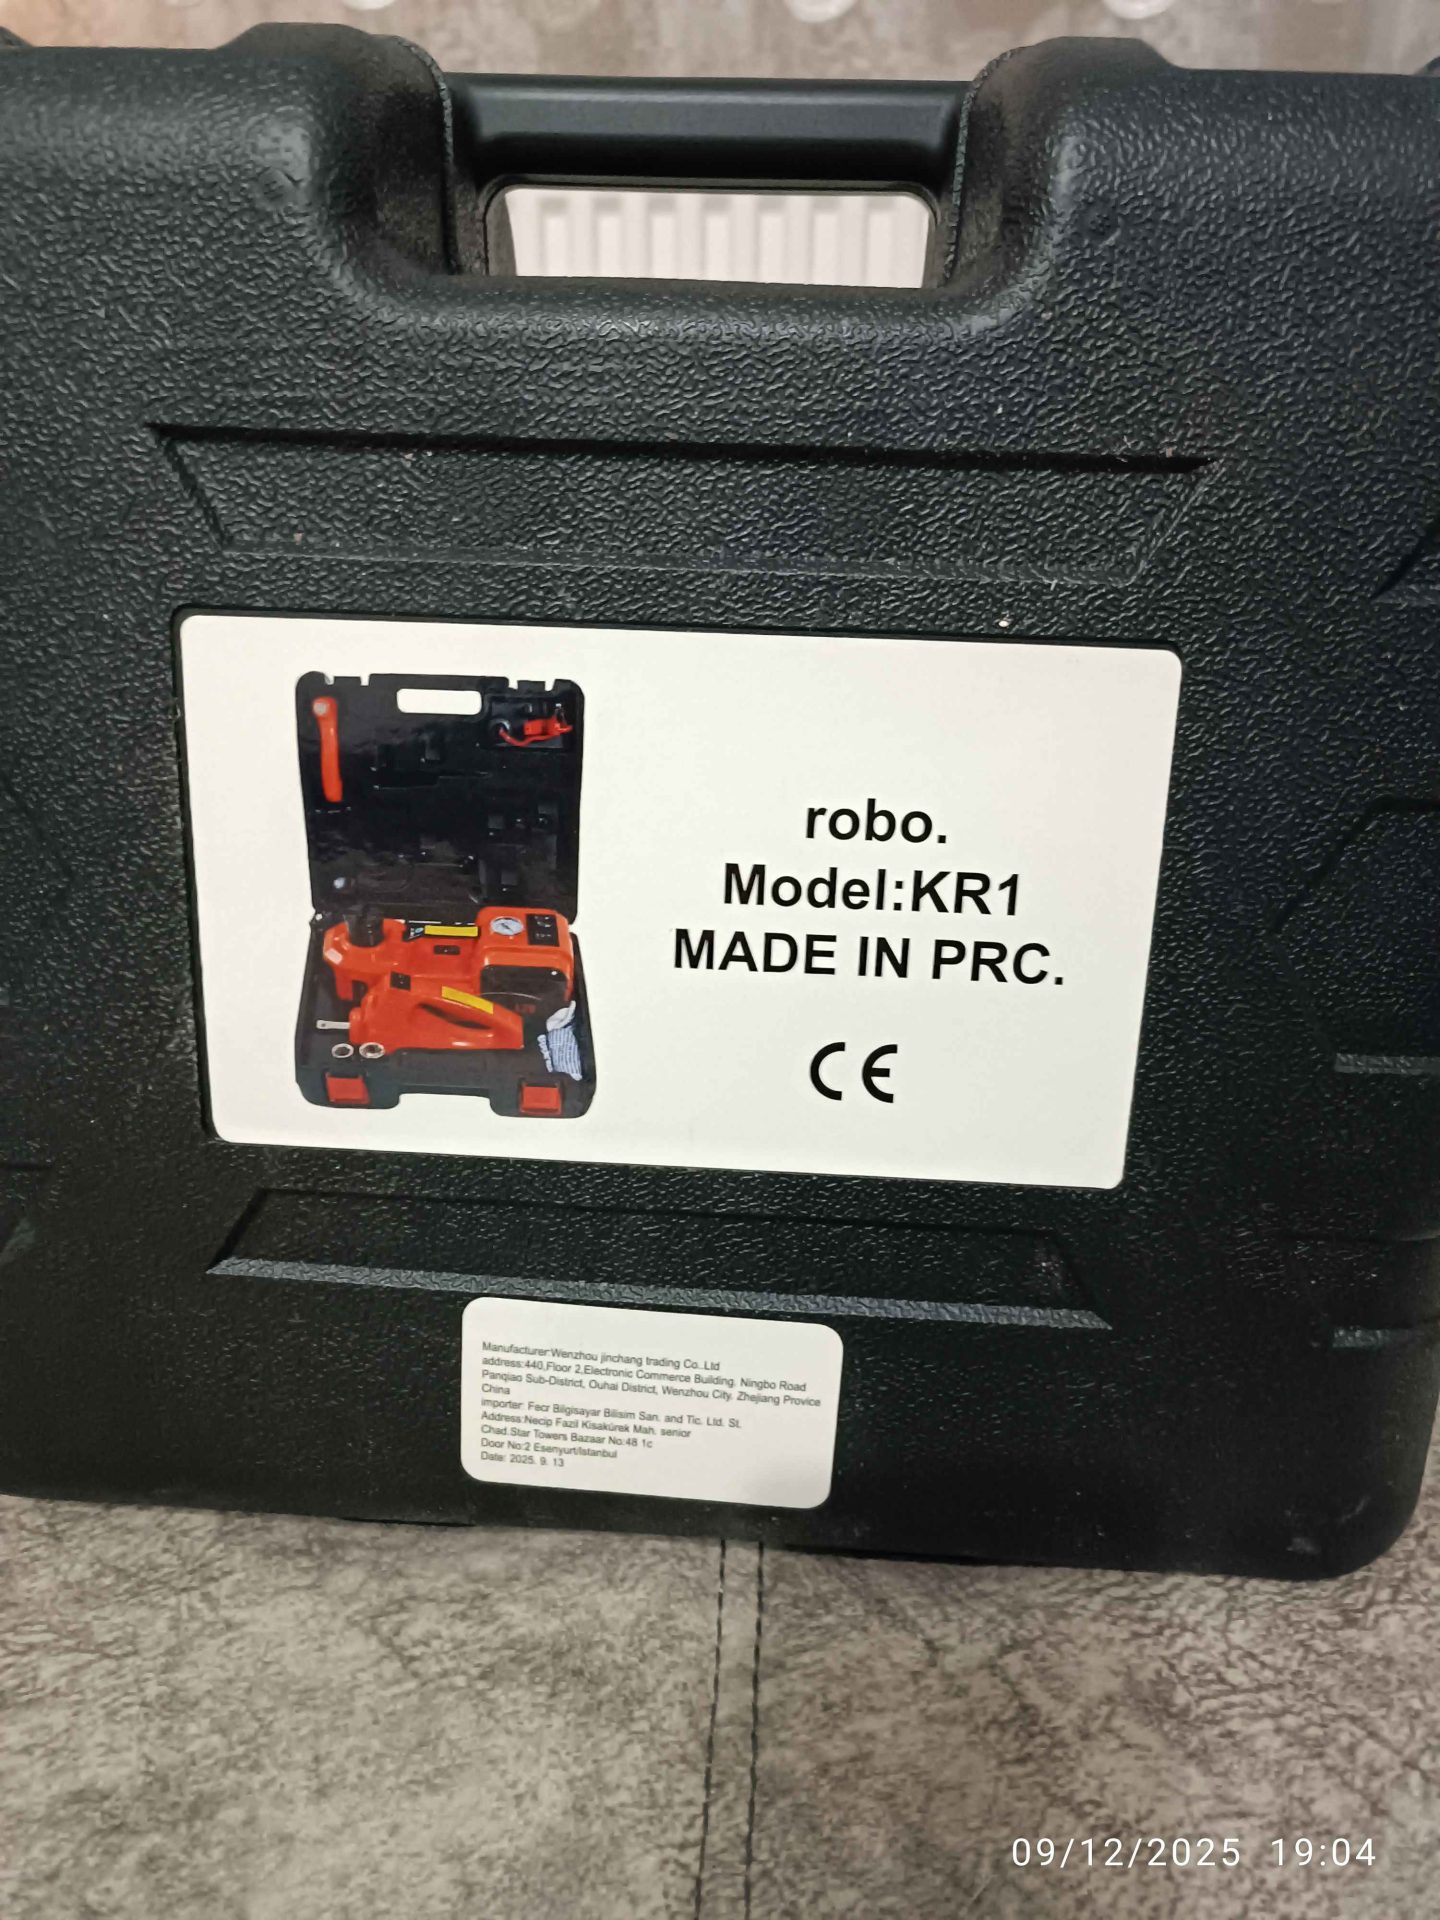 robo.
Model:KR1
MADE IN PRC.
CE
Manufacturer:Wenzhou jinchang trading Co.,Ltd
address:440,Floor 2,Electronic Commerce Building, Ningbo Road
Panqiao Sub-District, Ouhai District, Wenzhou City, Zhejiang Provice
China
importer: Fecr Bilgisayar Bilisim San. and Tic. Ltd. St.
Address:Necip Fazil Kisakürek Mah. senior
Chad.Star Towers Bazaar No:48 1c
Door No:2 Esenyurt/Istanbul
Date: 2025. 9. 13
09/12/2025 19:04